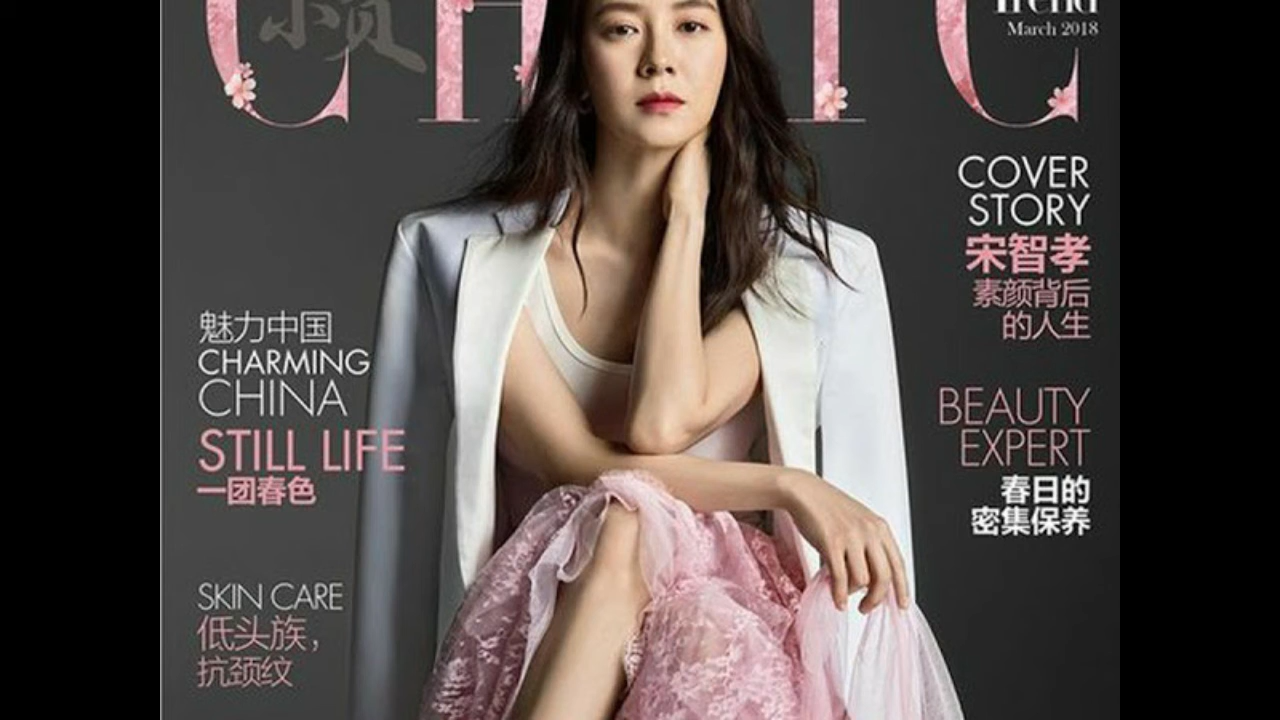 CHIC
Trend
March 2018
COVER
STORY
宋智孝
素颜背后
的人生
魅力中国
CHARMING
CHINA
STILL LIFE
一团春色
BEAUTY
EXPERT
春日的
密集保养
SKIN CARE
低头族，
抗颈纹